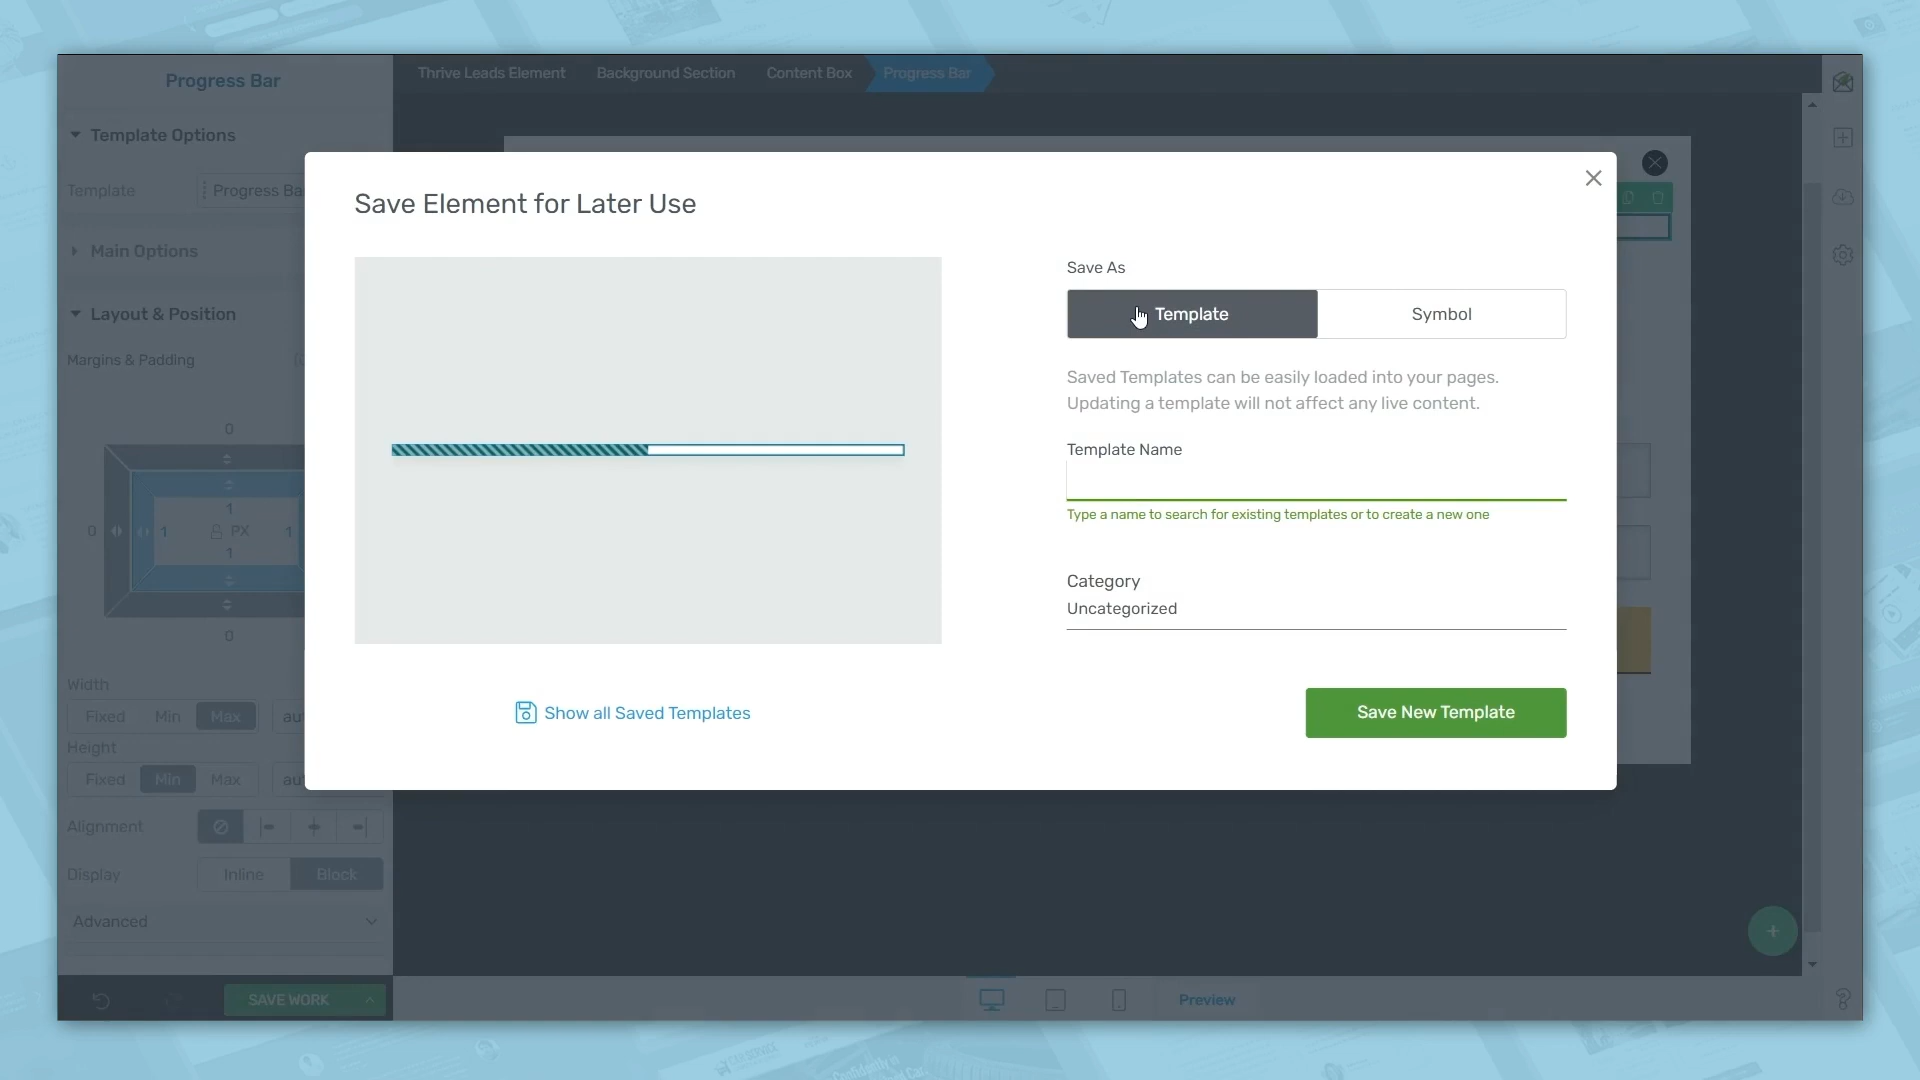 Progress Bar
Thrive Leads Element
Background Section
Content Box
Progress Bar
Template Options
Template
Progress Ba
Main Options
Layout & Position
Margins & Padding
0
1
0
1
PX
1
1
0
Width
Fixed
Min
Max
au
Height
Fixed
Min
Max
au
Alignment
Display
Inline
Block
Advanced
SAVE WORK
Preview
Save Element for Later Use
Save As
Template
Symbol
Saved Templates can be easily loaded into your pages.
Updating a template will not affect any live content.
Template Name
Type a name to search for existing templates or to create a new one
Category
Uncategorized
Show all Saved Templates
Save New Template